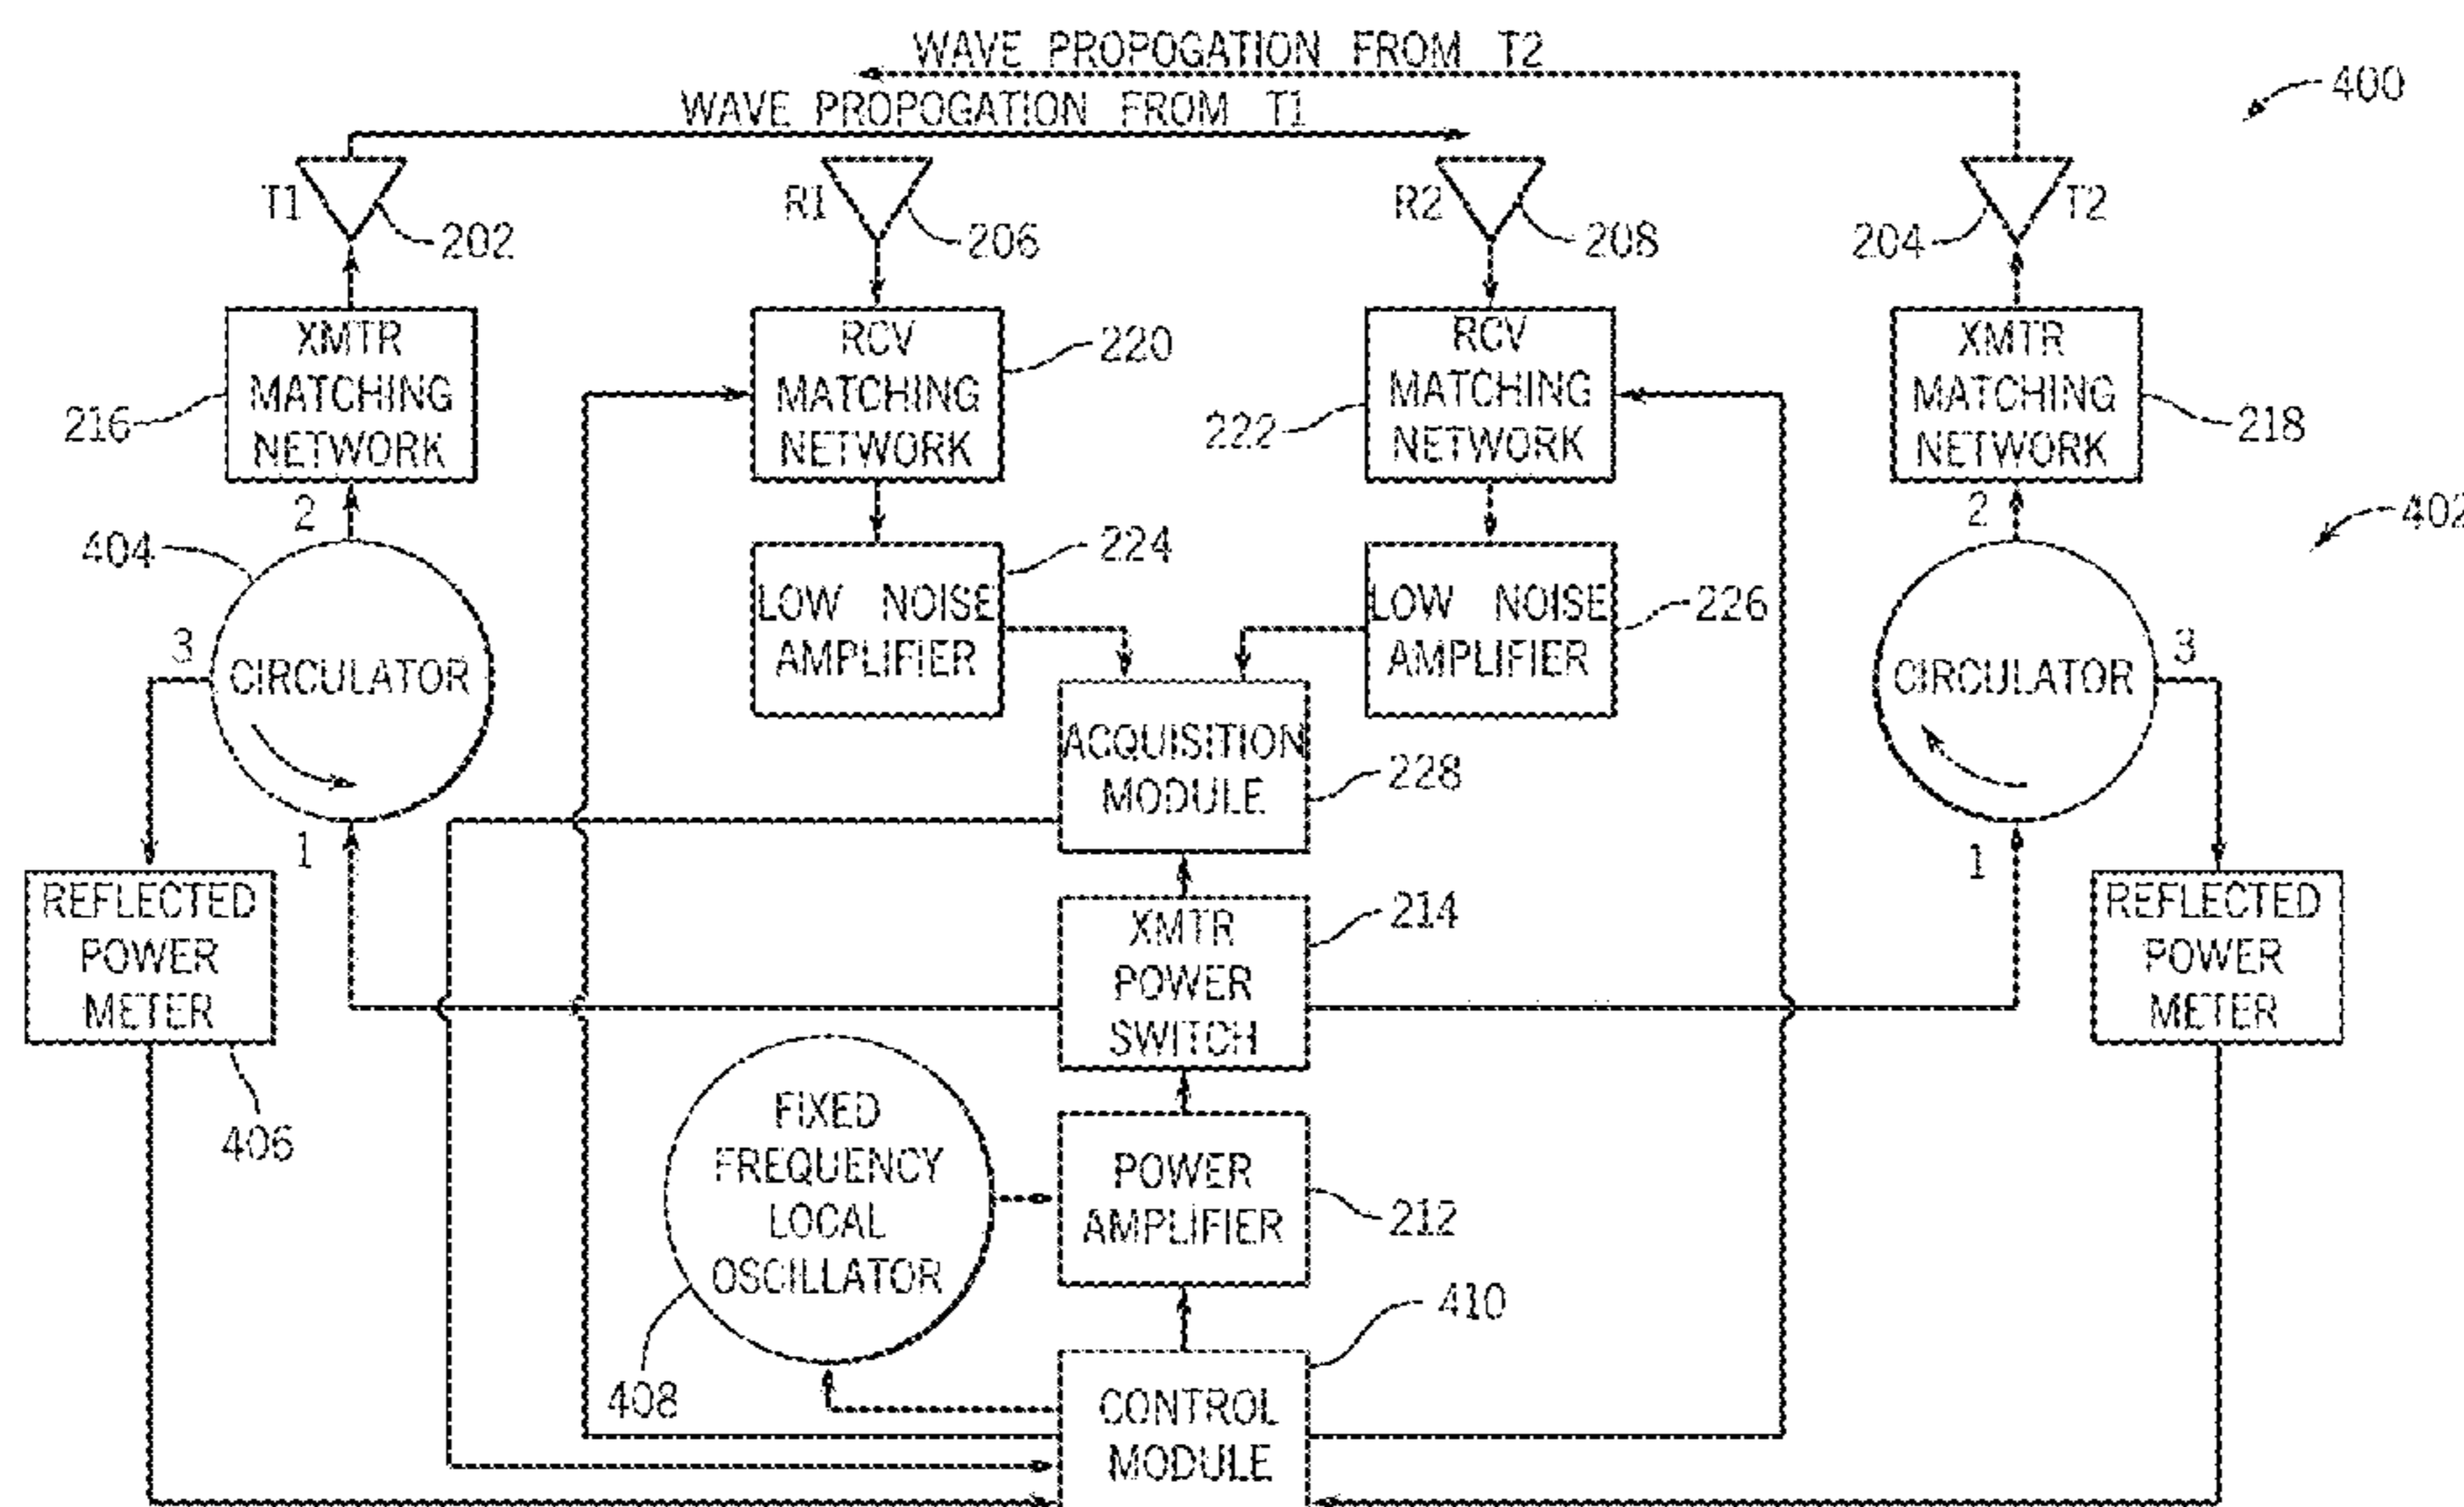 WAVE PROPOGATION FROM T2
WAVE PROPOGATION FROM T1
400
T1
202
R1
206
R2
208
204
T2
XMTR
MATCHING
NETWORK
216
RCV
MATCHING
NETWORK
220
RCV
MATCHING
NETWORK
222
XMTR
MATCHING
NETWORK
218
402
2
404
CIRCULATOR
3
1
LOW NOISE
AMPLIFIER
224
LOW NOISE
AMPLIFIER
226
2
CIRCULATOR
3
1
ACQUISITION
MODULE
228
REFLECTED
POWER
METER
406
XMTR
POWER
SWITCH
214
REFLECTED
POWER
METER
FIXED
FREQUENCY
LOCAL
OSCILLATOR
408
POWER
AMPLIFIER
212
CONTROL
MODULE
410